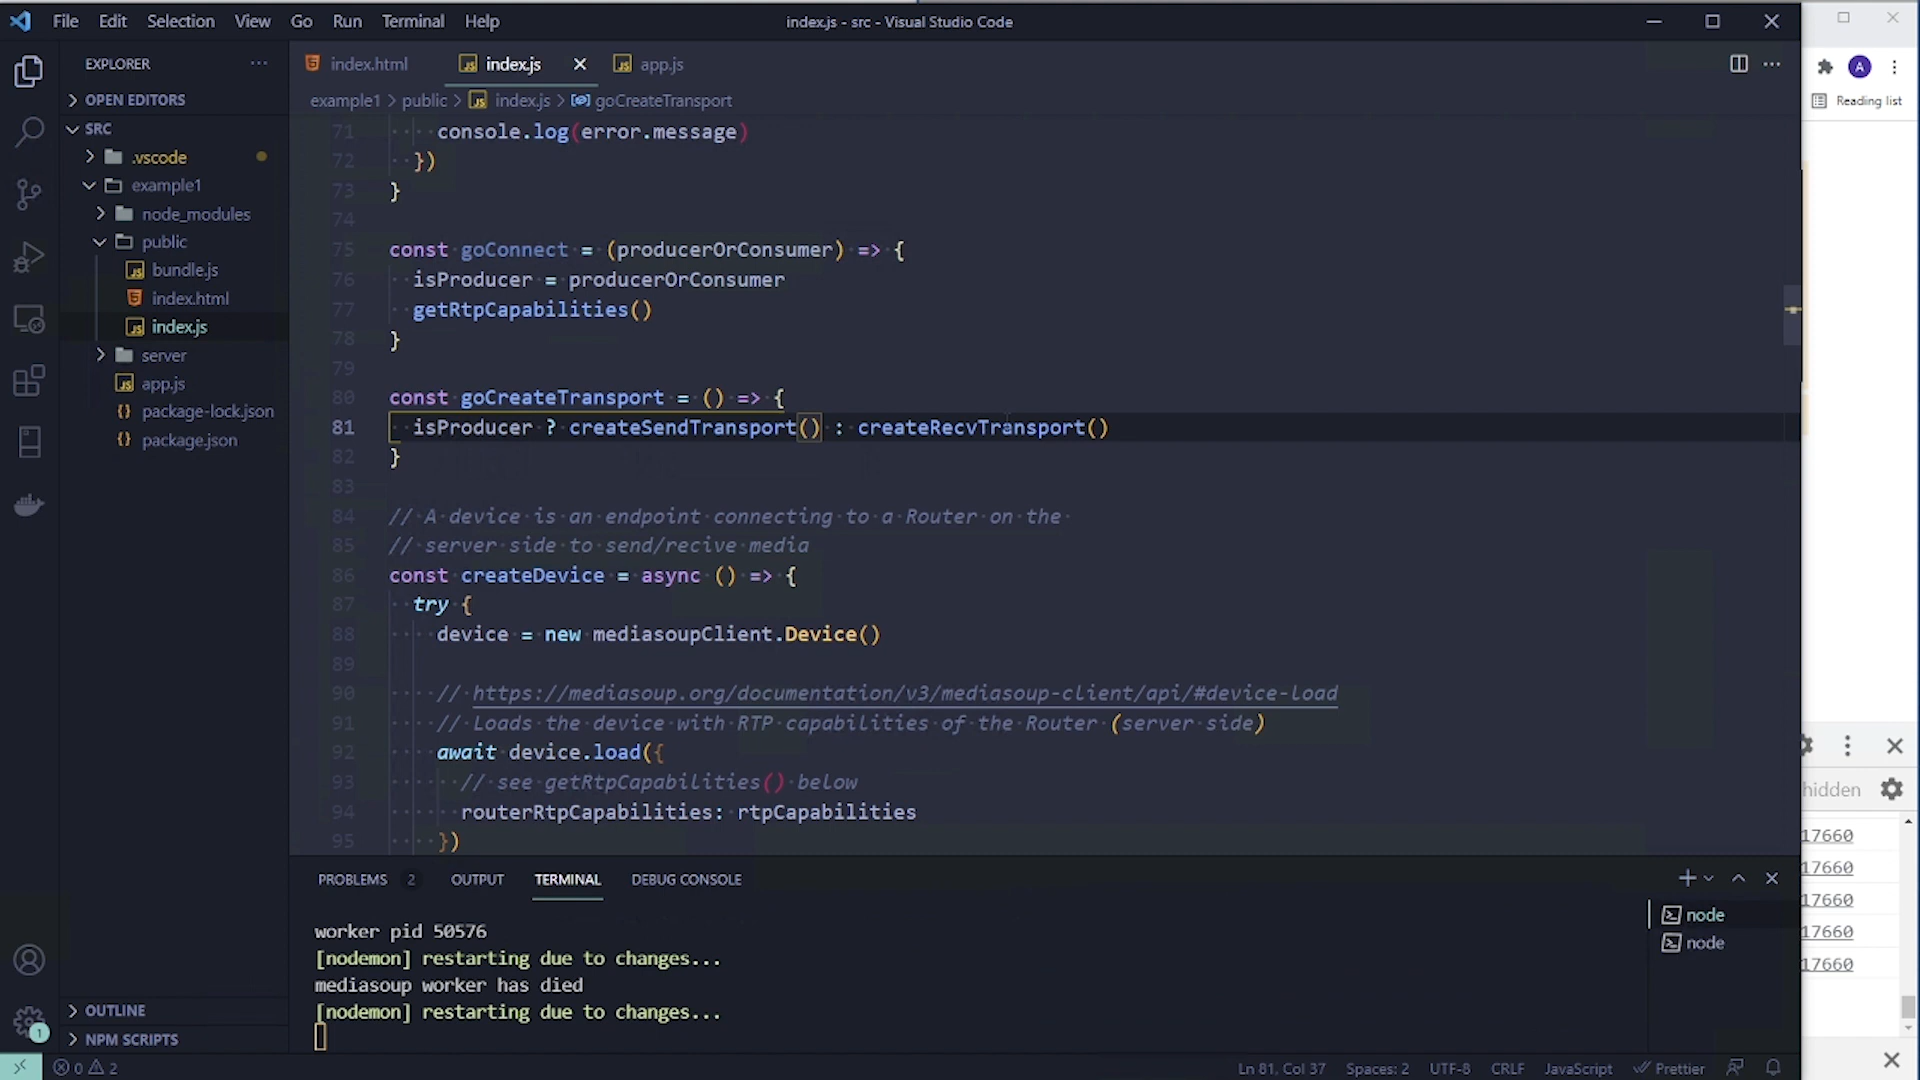 File Edit Selection View Go Run Terminal Help
index.js - src - Visual Studio Code
EXPLORER
index.html
index.js
app.js
A
OPEN EDITORS
example1 > public > index.js > goCreateTransport
Reading list
SRC
.vscode
example1
node_modules
public
bundle.js
index.html
index.js
server
app.js
package-lock.json
package.json
71 console.log(error.message)
72 })
73 }
74
75 const goConnect = (producerOrConsumer) => {
76 isProducer = producerOrConsumer
77 getRtpCapabilities()
78 }
79
80 const goCreateTransport = () => {
81 isProducer ? createSendTransport() : createRecvTransport()
82 }
83
84 // A device is an endpoint connecting to a Router on the
85 // server side to send/recive media
86 const createDevice = async () => {
87 try {
88 device = new mediasoupClient.Device()
89
90 // https://mediasoup.org/documentation/v3/mediasoup-client/api/#device-load
91 // Loads the device with RTP capabilities of the Router (server side)
92 await device.load({
93 // see getRtpCapabilities() below
94 routerRtpCapabilities: rtpCapabilities
95 })
hidden
17660
17660
17660
17660
17660
PROBLEMS 2 OUTPUT TERMINAL DEBUG CONSOLE
worker pid 50576
[nodemon] restarting due to changes...
mediasoup worker has died
[nodemon] restarting due to changes...
node
node
OUTLINE
NPM SCRIPTS
1
0 2
Ln 81, Col 37 Spaces: 2 UTF-8 CRLF JavaScript Prettier